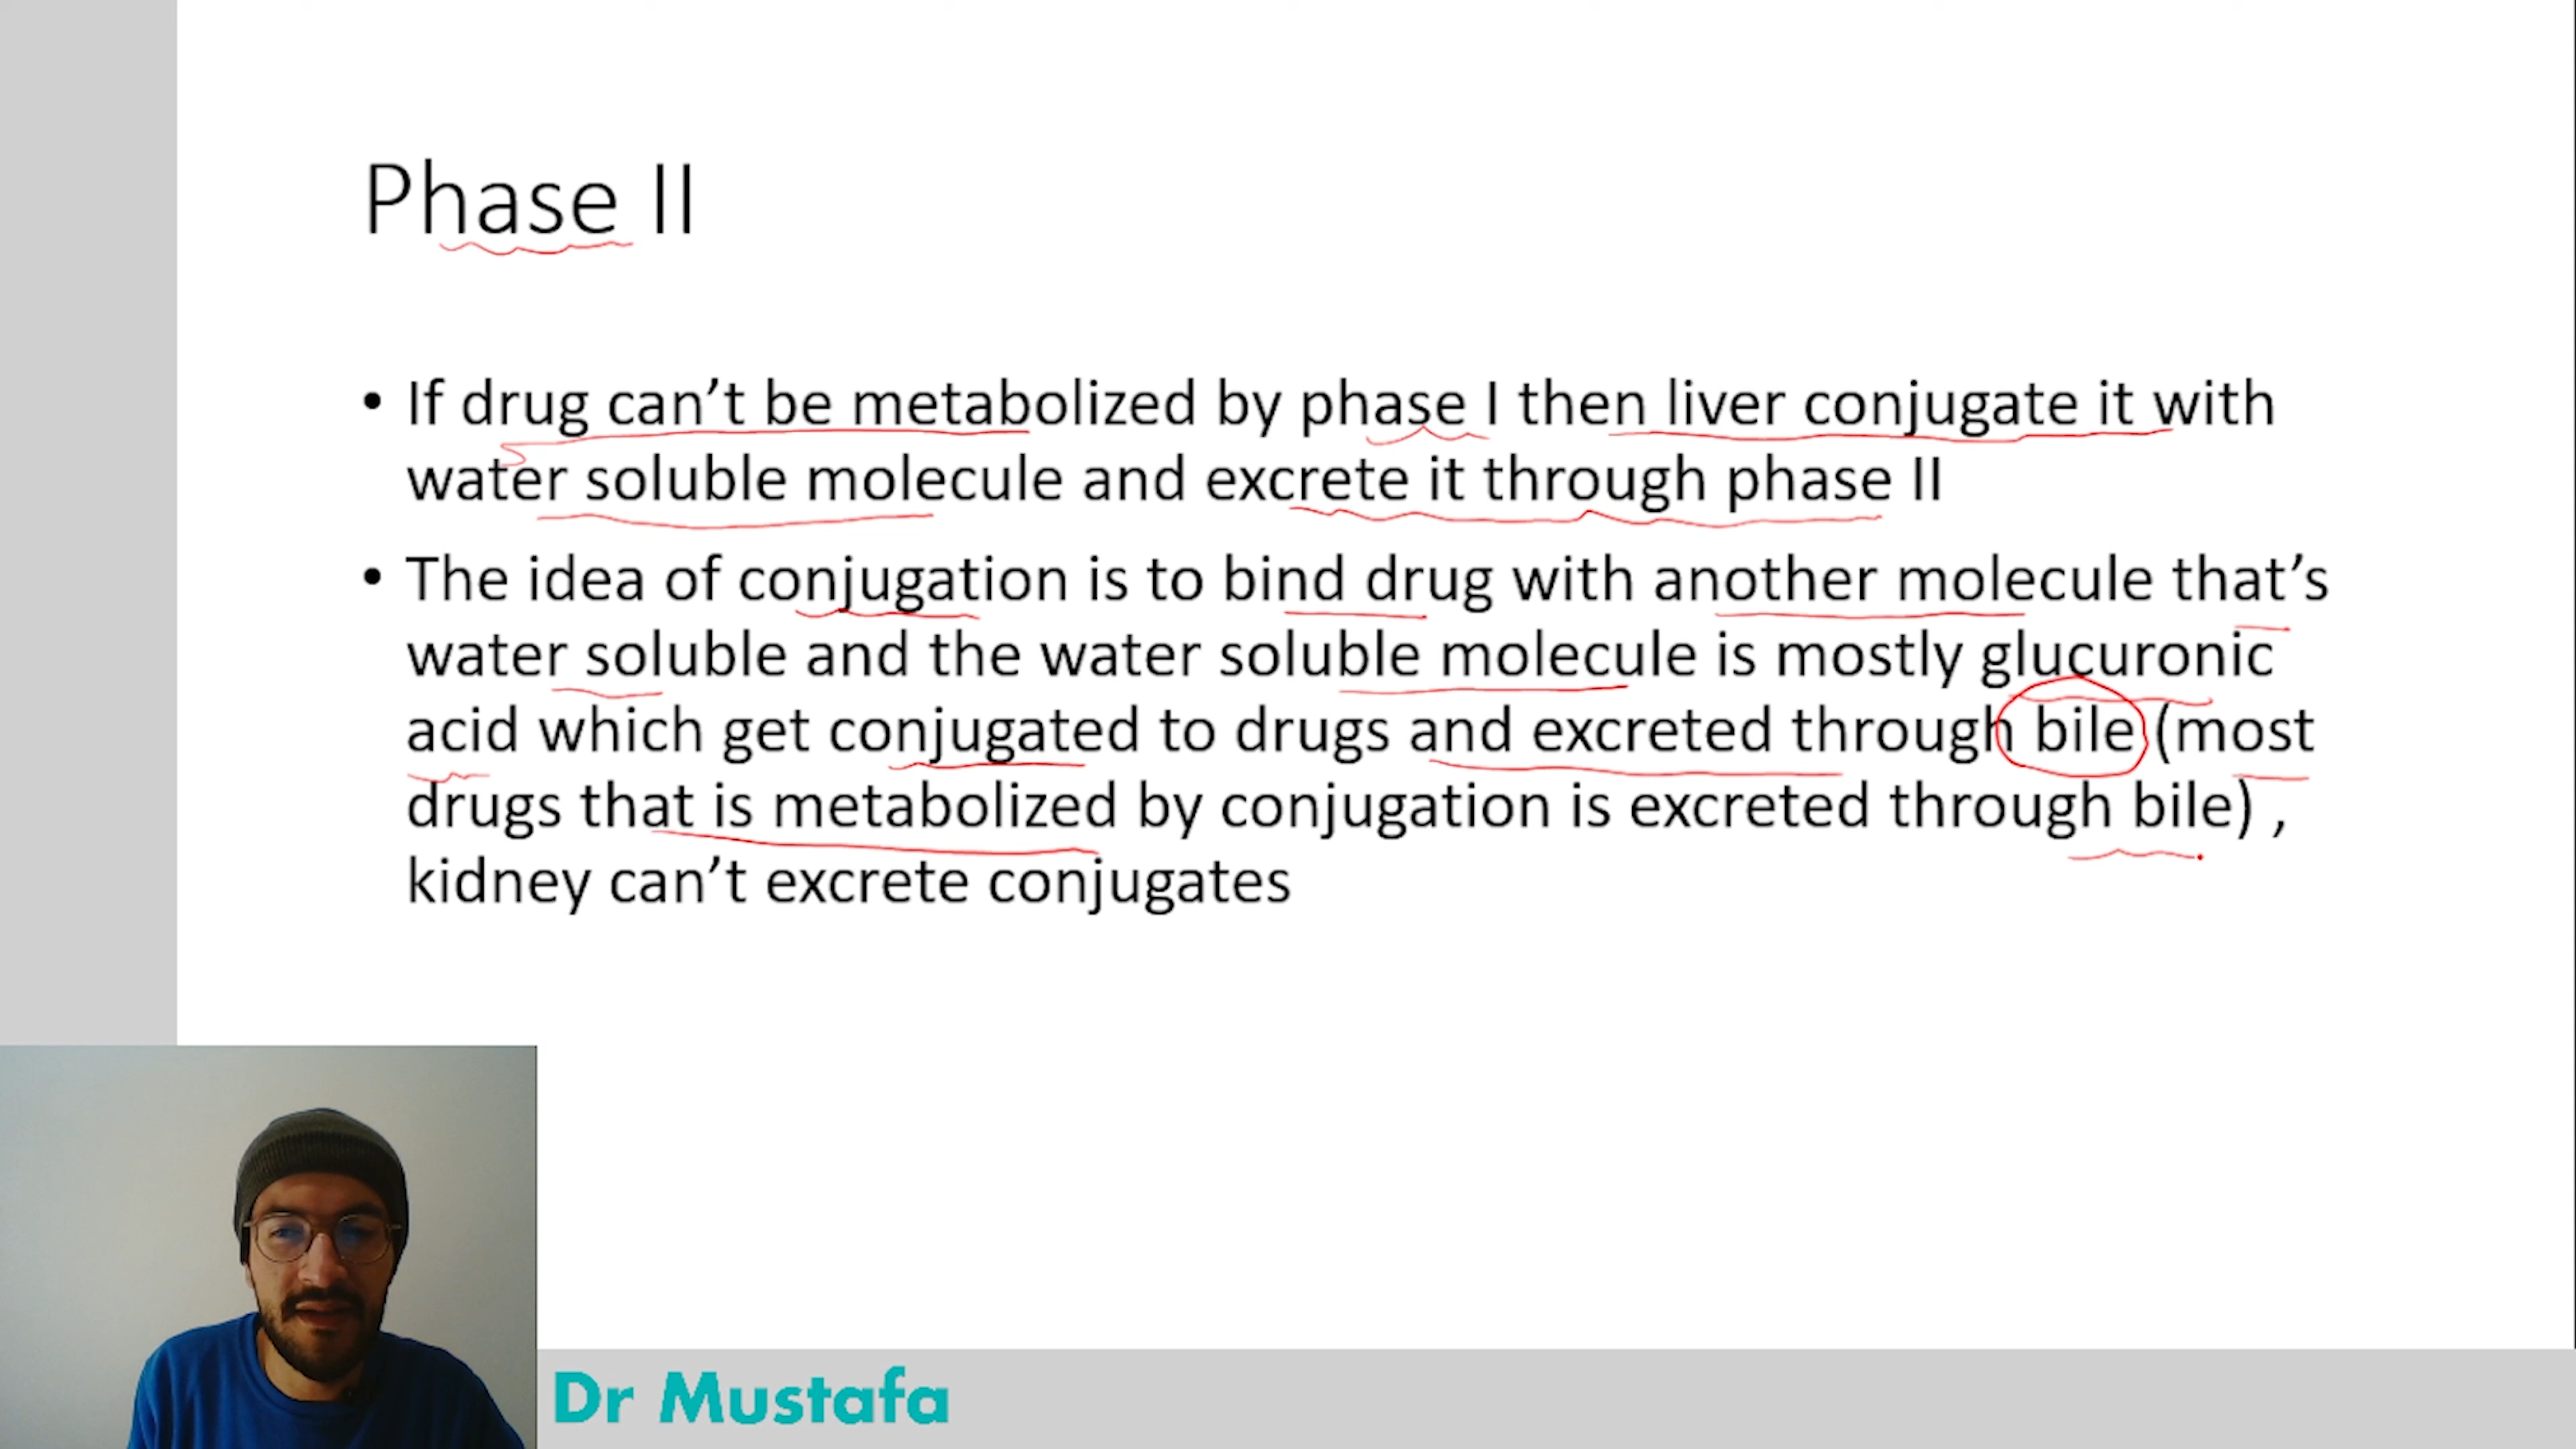 Phase II
• If drug can’t be metabolized by phase I then liver conjugate it with
water soluble molecule and excrete it through phase II
• The idea of conjugation is to bind drug with another molecule that’s
water soluble and the water soluble molecule is mostly glucuronic
acid which get conjugated to drugs and excreted through bile (most
drugs that is metabolized by conjugation is excreted through bile) ,
kidney can’t excrete conjugates
Dr Mustafa